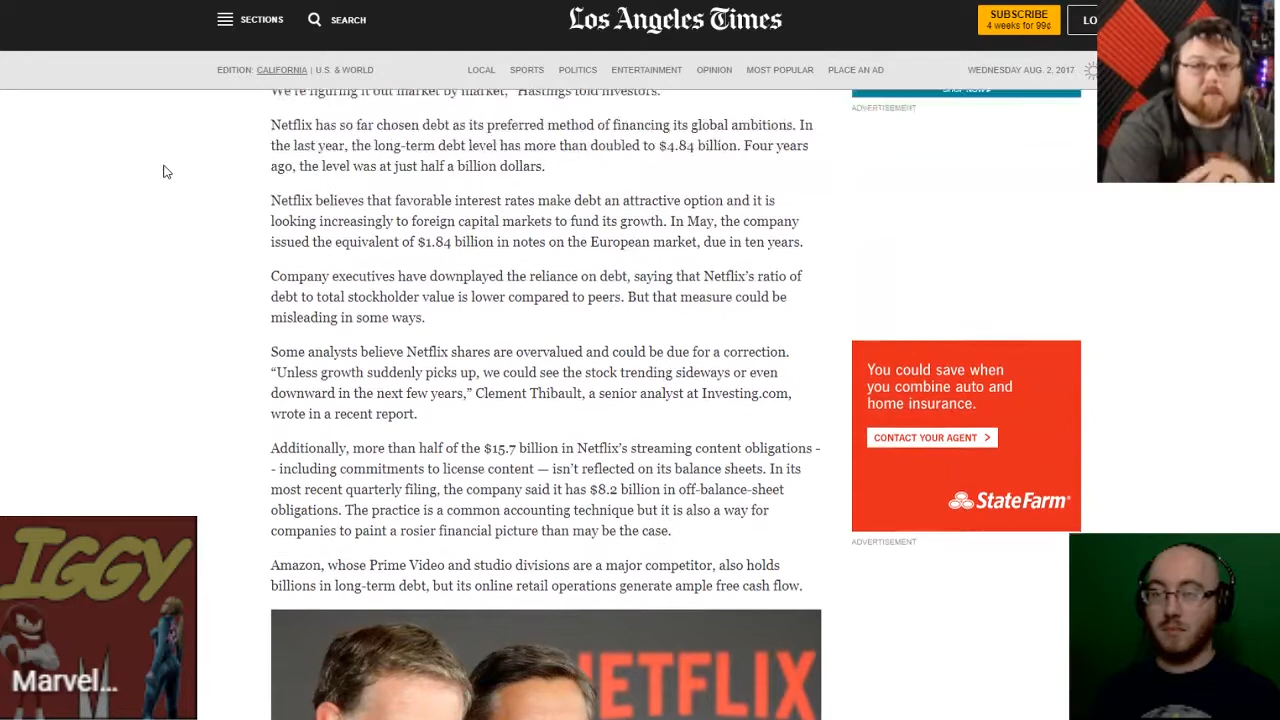 SECTIONS
SEARCH
Los Angeles Times
SUBSCRIBE
4 weeks for 99¢
LO
EDITION: CALIFORNIA | U.S. & WORLD
LOCAL
SPORTS
POLITICS
ENTERTAINMENT
OPINION
MOST POPULAR
PLACE AN AD
WEDNESDAY AUG. 2, 2017
We're figuring it out market by market," Hastings told investors.
Netflix has so far chosen debt as its preferred method of financing its global ambitions. In
the last year, the long-term debt level has more than doubled to $4.84 billion. Four years
ago, the level was at just half a billion dollars.
Netflix believes that favorable interest rates make debt an attractive option and it is
looking increasingly to foreign capital markets to fund its growth. In May, the company
issued the equivalent of $1.84 billion in notes on the European market, due in ten years.
Company executives have downplayed the reliance on debt, saying that Netflix's ratio of
debt to total stockholder value is lower compared to peers. But that measure could be
misleading in some ways.
Some analysts believe Netflix shares are overvalued and could be due for a correction.
“Unless growth suddenly picks up, we could see the stock trending sideways or even
downward in the next few years,” Clement Thibault, a senior analyst at Investing.com,
wrote in a recent report.
Additionally, more than half of the $15.7 billion in Netflix's streaming content obligations -
- including commitments to license content — isn't reflected on its balance sheets. In its
most recent quarterly filing, the company said it has $8.2 billion in off-balance-sheet
obligations. The practice is a common accounting technique but it is also a way for
companies to paint a rosier financial picture than may be the case.
Amazon, whose Prime Video and studio divisions are a major competitor, also holds
billions in long-term debt, but its online retail operations generate ample free cash flow.
NETFLIX
SHOP NOW
ADVERTISEMENT
You could save when
you combine auto and
home insurance.
CONTACT YOUR AGENT >
StateFarm®
ADVERTISEMENT
IGGY
Marvel...